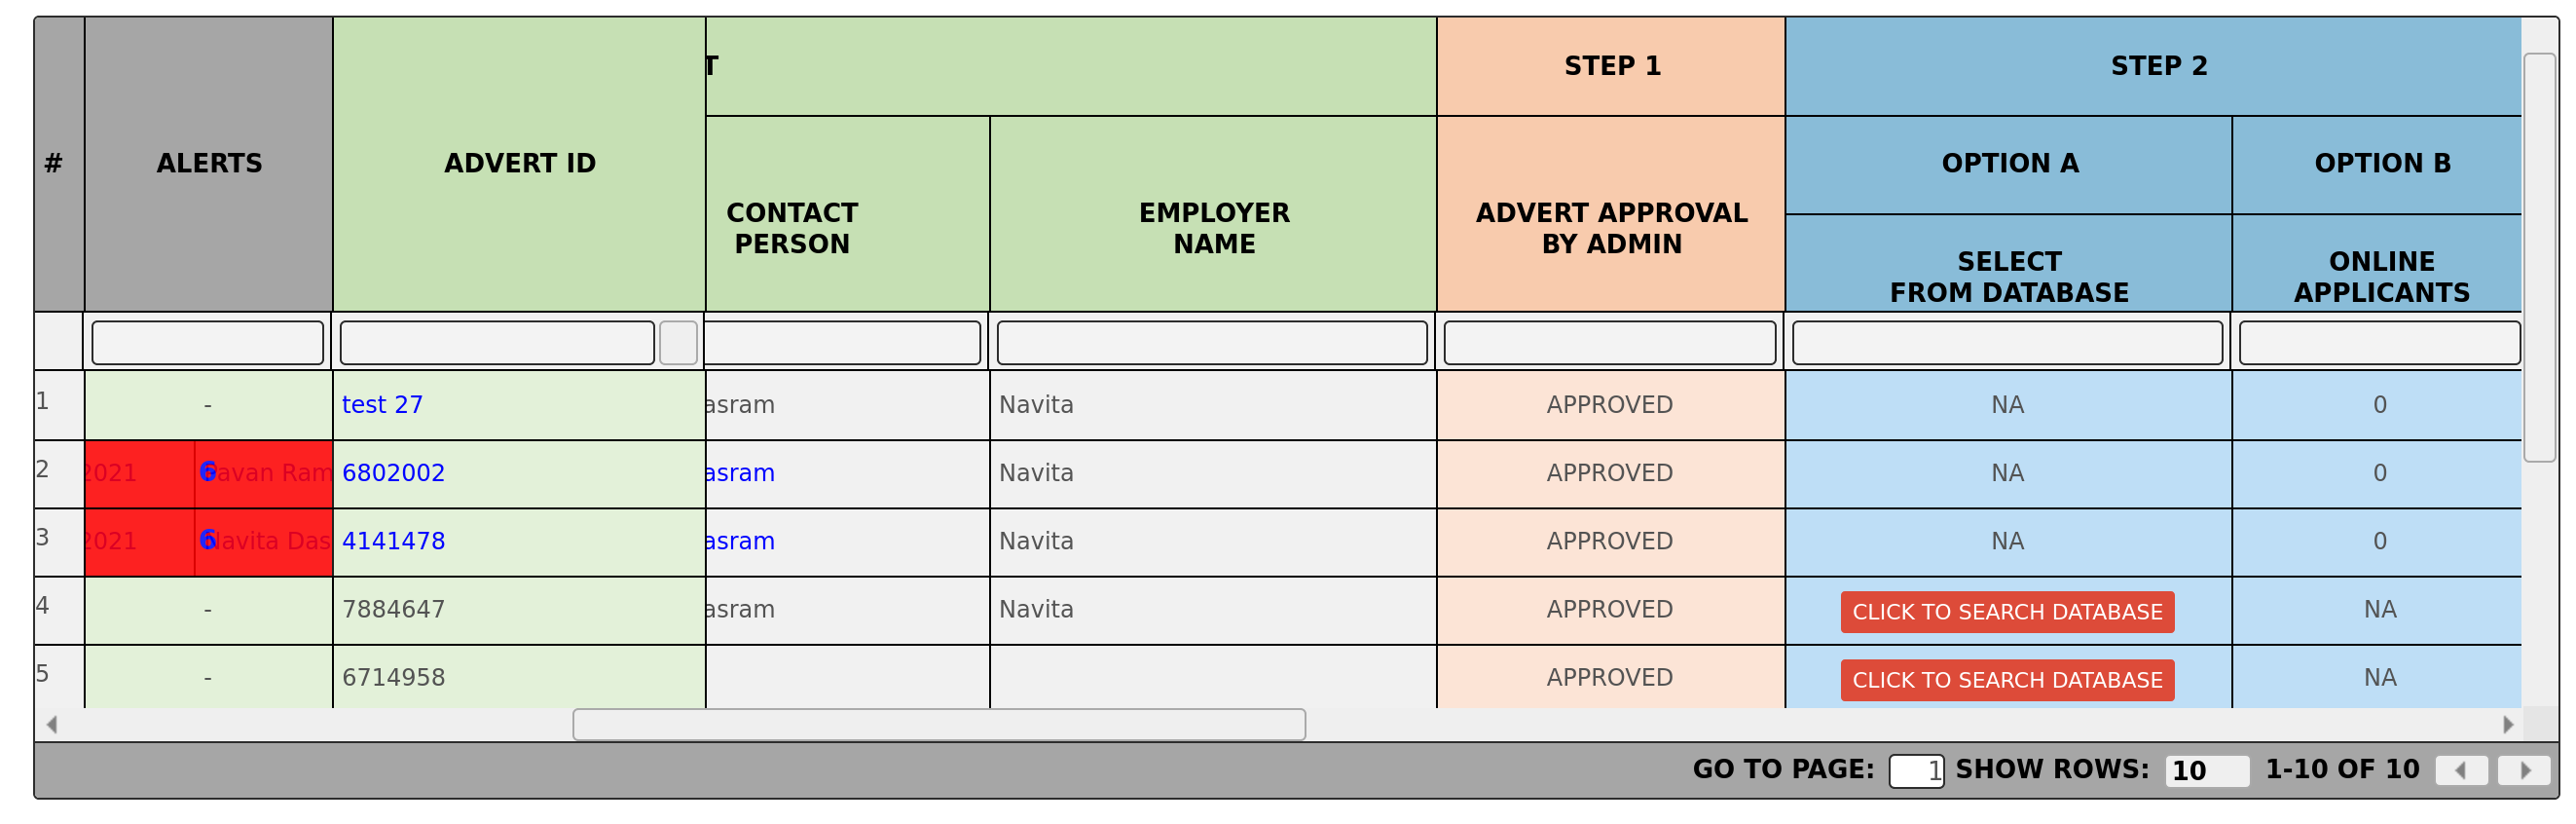 T
STEP 1
STEP 2
#
ALERTS
ADVERT ID
OPTION A
OPTION B
CONTACT
PERSON
EMPLOYER
NAME
ADVERT APPROVAL
BY ADMIN
SELECT
FROM DATABASE
ONLINE
APPLICANTS
1 - test 27 asram Navita APPROVED NA 0
2 2021 6 avan Ram 6802002 asram Navita APPROVED NA 0
3 2021 6 Navita Das 4141478 asram Navita APPROVED NA 0
4 - 7884647 asram Navita APPROVED CLICK TO SEARCH DATABASE NA
5 - 6714958 APPROVED CLICK TO SEARCH DATABASE NA
GO TO PAGE: 1 SHOW ROWS: 10 1-10 OF 10